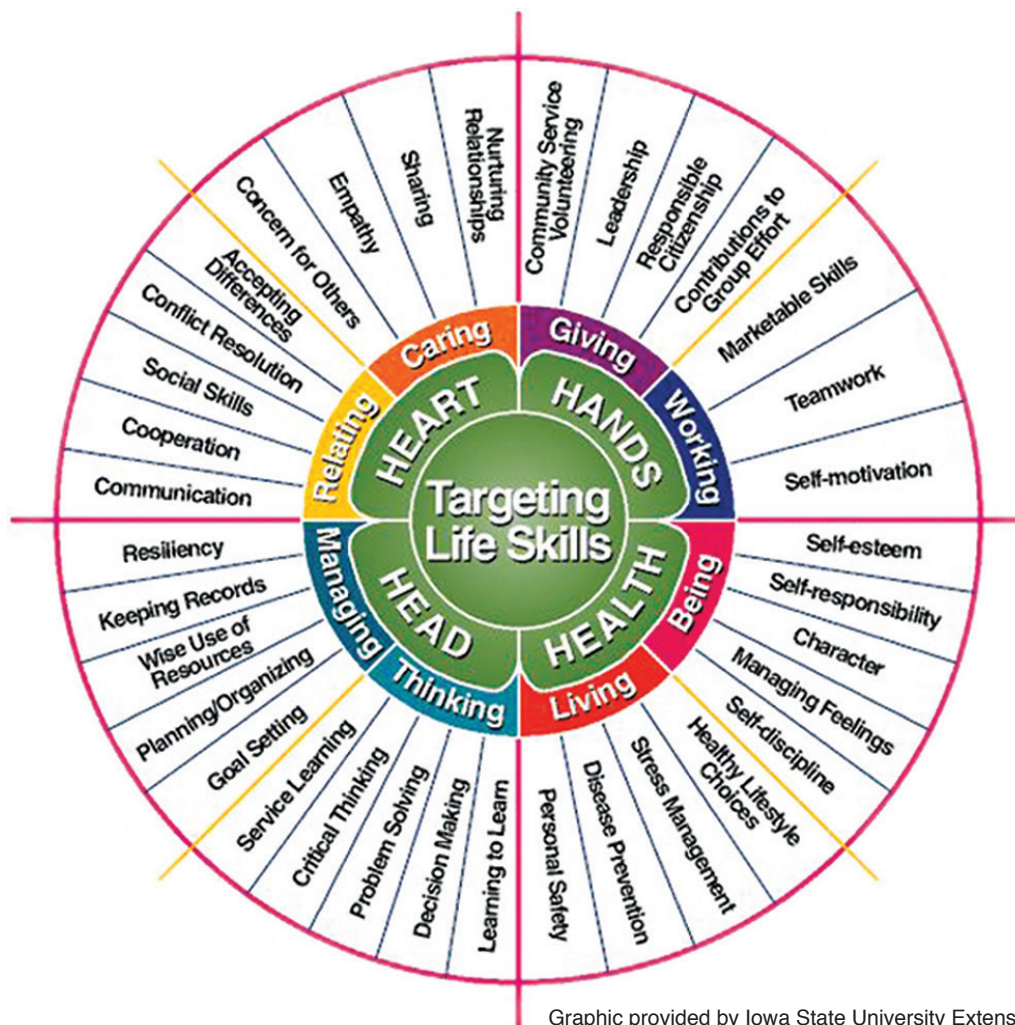 Targeting
Life Skills
HEART
HANDS
HEALTH
HEAD
Caring
Giving
Working
Being
Living
Thinking
Managing
Relating
Nurturing
Relationships
Sharing
Empathy
Concern for Others
Accepting
Differences
Conflict Resolution
Social Skills
Cooperation
Communication
Community Service
Volunteering
Leadership
Responsible
Citizenship
Contributions to
Group Effort
Marketable Skills
Teamwork
Self-motivation
Self-esteem
Self-responsibility
Character
Managing Feelings
Self-discipline
Healthy Lifestyle
Choices
Stress Management
Disease Prevention
Personal Safety
Learning to Learn
Decision Making
Problem Solving
Critical Thinking
Service Learning
Goal Setting
Planning/Organizing
Wise Use of
Resources
Keeping Records
Resiliency
Graphic provided by Iowa State University Extens